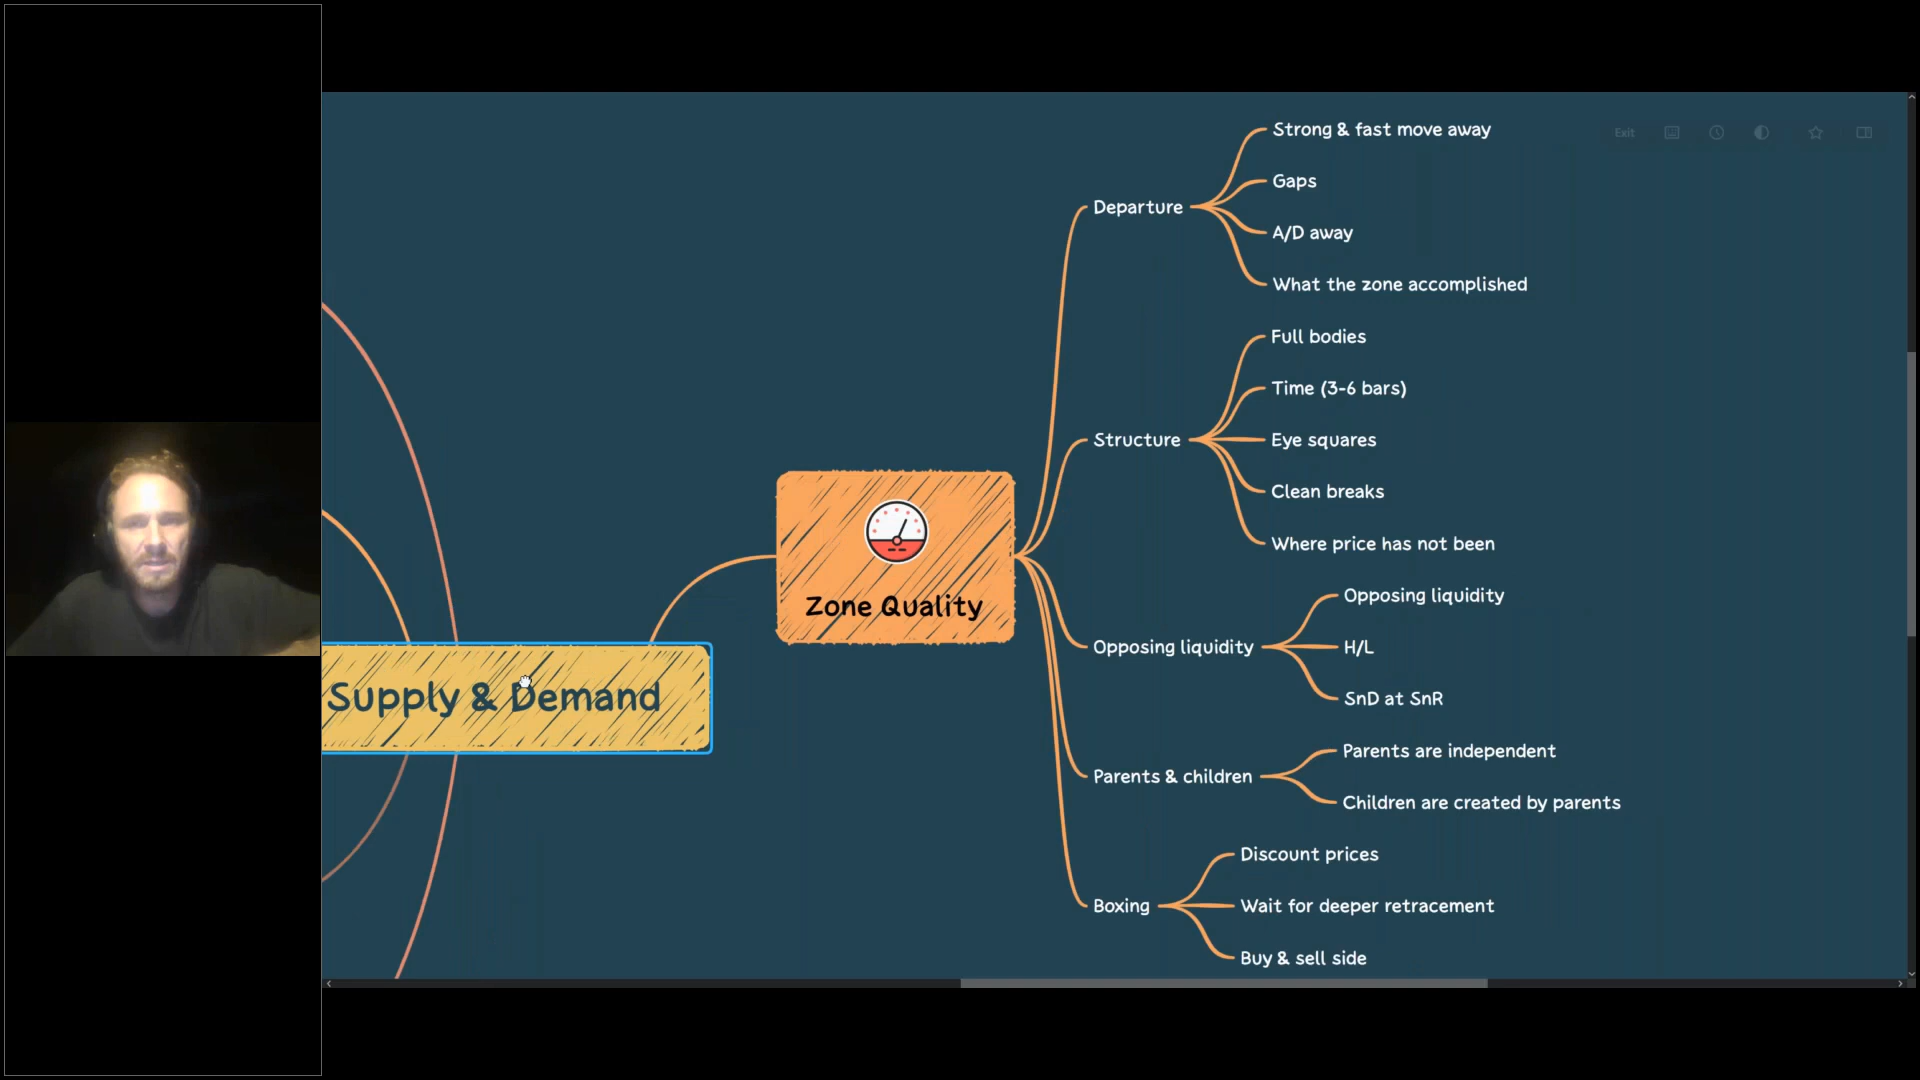 Exit
Supply & Demand
Zone Quality
Departure
Strong & fast move away
Gaps
A/D away
What the zone accomplished
Structure
Full bodies
Time (3-6 bars)
Eye squares
Clean breaks
Where price has not been
Opposing liquidity
Opposing liquidity
H/L
SnD at SnR
Parents & children
Parents are independent
Children are created by parents
Boxing
Discount prices
Wait for deeper retracement
Buy & sell side